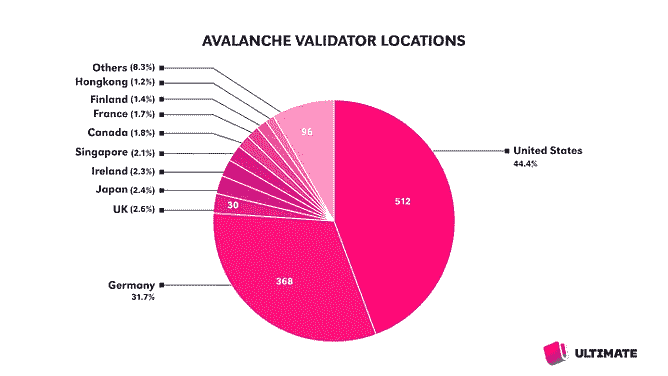 AVALANCHE VALIDATOR LOCATIONS
Others (8.3%)
Hongkong (1.2%)
Finland (1.4%)
France (1.7%)
Canada (1.8%)
Singapore (2.1%)
Ireland (2.3%)
Japan (2.4%)
UK (2.6%)
Germany
31.7%
96
30
512
368
United States
44.4%
ULTIMATE